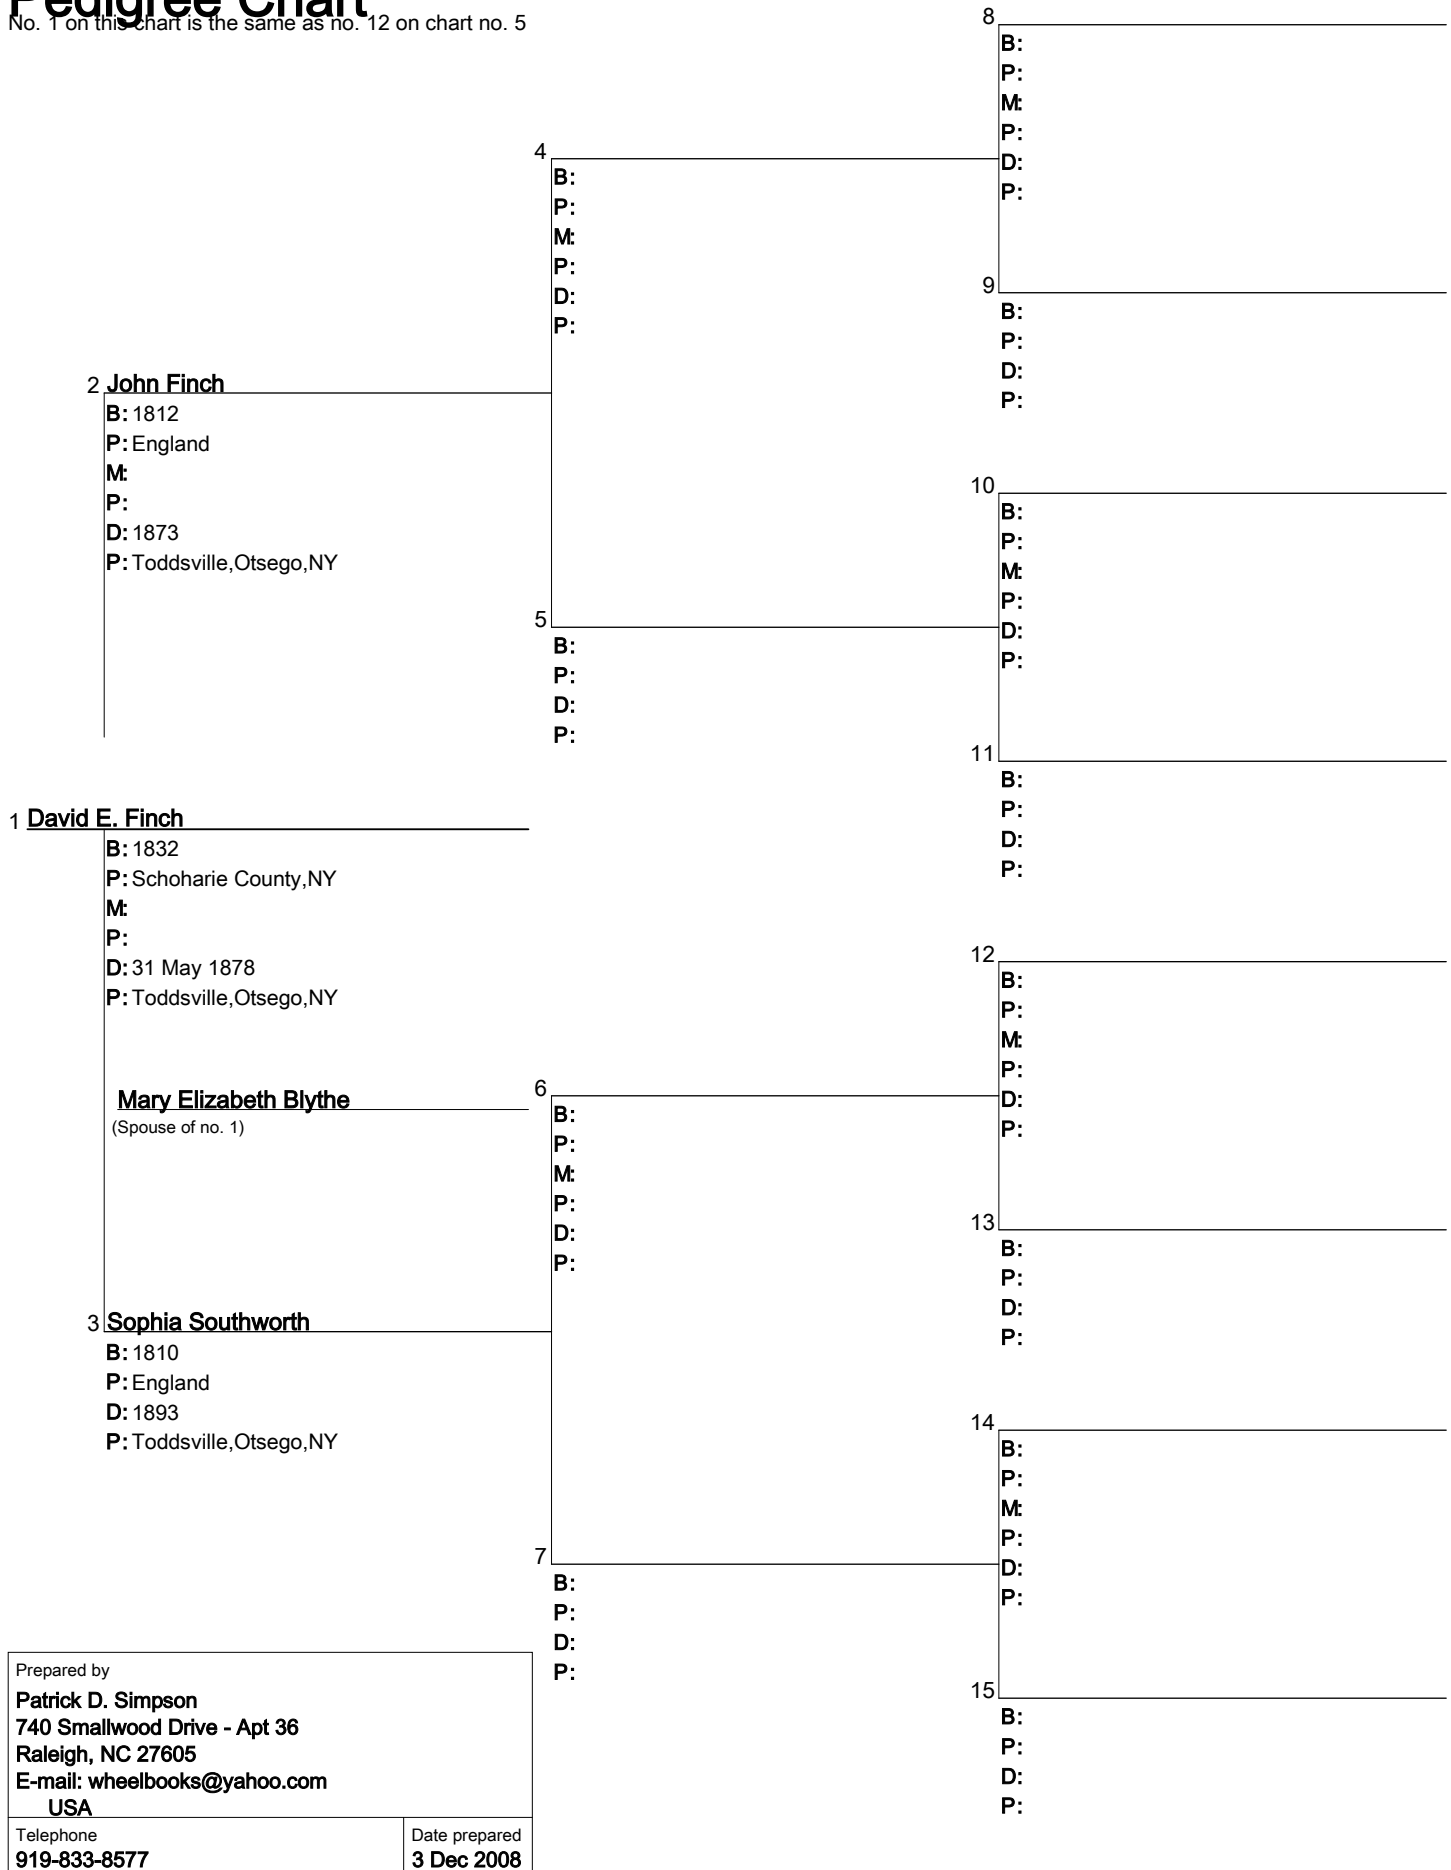 Pedigree Chart
No. 1 on this chart is the same as no. 12 on chart no. 5
8
B:
P:
M:
P:
D:
P:
4
B:
P:
M:
P:
D:
P:
9
B:
P:
D:
P:
2 John Finch
B: 1812
P: England
M:
P:
D: 1873
P: Toddsville,Otsego,NY
10
B:
P:
M:
P:
D:
P:
5
B:
P:
D:
P:
11
B:
P:
D:
P:
1 David E. Finch
B: 1832
P: Schoharie County,NY
M:
P:
D: 31 May 1878
P: Toddsville,Otsego,NY
Mary Elizabeth Blythe
(Spouse of no. 1)
12
B:
P:
M:
P:
D:
P:
6
B:
P:
M:
P:
D:
P:
13
B:
P:
D:
P:
3 Sophia Southworth
B: 1810
P: England
D: 1893
P: Toddsville,Otsego,NY
14
B:
P:
M:
P:
D:
P:
7
B:
P:
D:
P:
15
B:
P:
D:
P:
Prepared by
Patrick D. Simpson
740 Smallwood Drive - Apt 36
Raleigh, NC 27605
E-mail: wheelbooks@yahoo.com
USA
Telephone
919-833-8577
Date prepared
3 Dec 2008